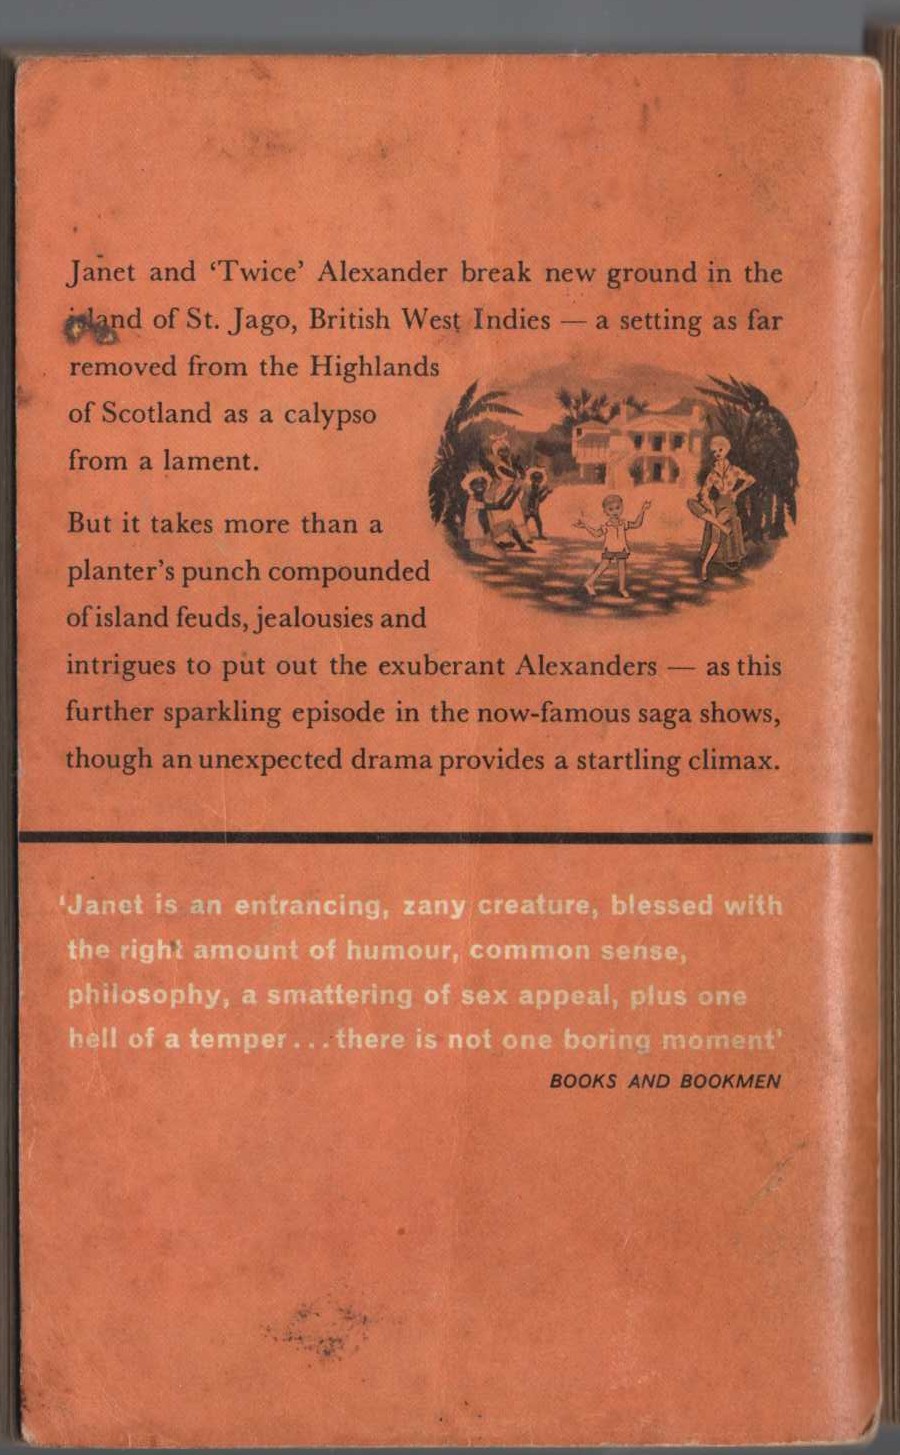 Janet and ‘Twice’ Alexander break new ground in the
island of St. Jago, British West Indies — a setting as far
removed from the Highlands
of Scotland as a calypso
from a lament.
But it takes more than a
planter’s punch compounded
of island feuds, jealousies and
intrigues to put out the exuberant Alexanders — as this
further sparkling episode in the now-famous saga shows,
though an unexpected drama provides a startling climax.
‘Janet is an entrancing, zany creature, blessed with
the right amount of humour, common sense,
philosophy, a smattering of sex appeal, plus one
hell of a temper...there is not one boring moment’
BOOKS AND BOOKMEN